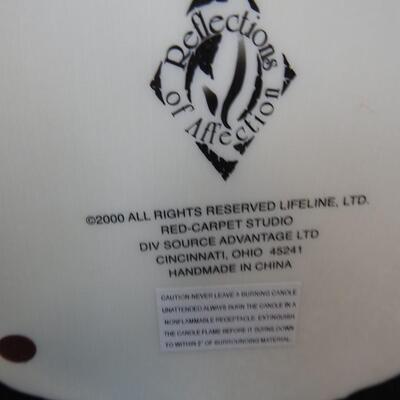 Reflections
of Affection
©2000 ALL RIGHTS RESERVED LIFELINE, LTD.
RED-CARPET STUDIO
DIV SOURCE ADVANTAGE LTD
CINCINNATI, OHIO 45241
HANDMADE IN CHINA
CAUTION NEVER LEAVE A BURNING CANDLE
UNATTENDED ALWAYS BURN THE CANDLE IN A
NONFLAMMABLE RECEPTACLE. EXTINGUISH
THE CANDLE FLAME BEFORE IT BURNS DOWN
TO WITHIN 2" OF SURROUNDING MATERIAL.